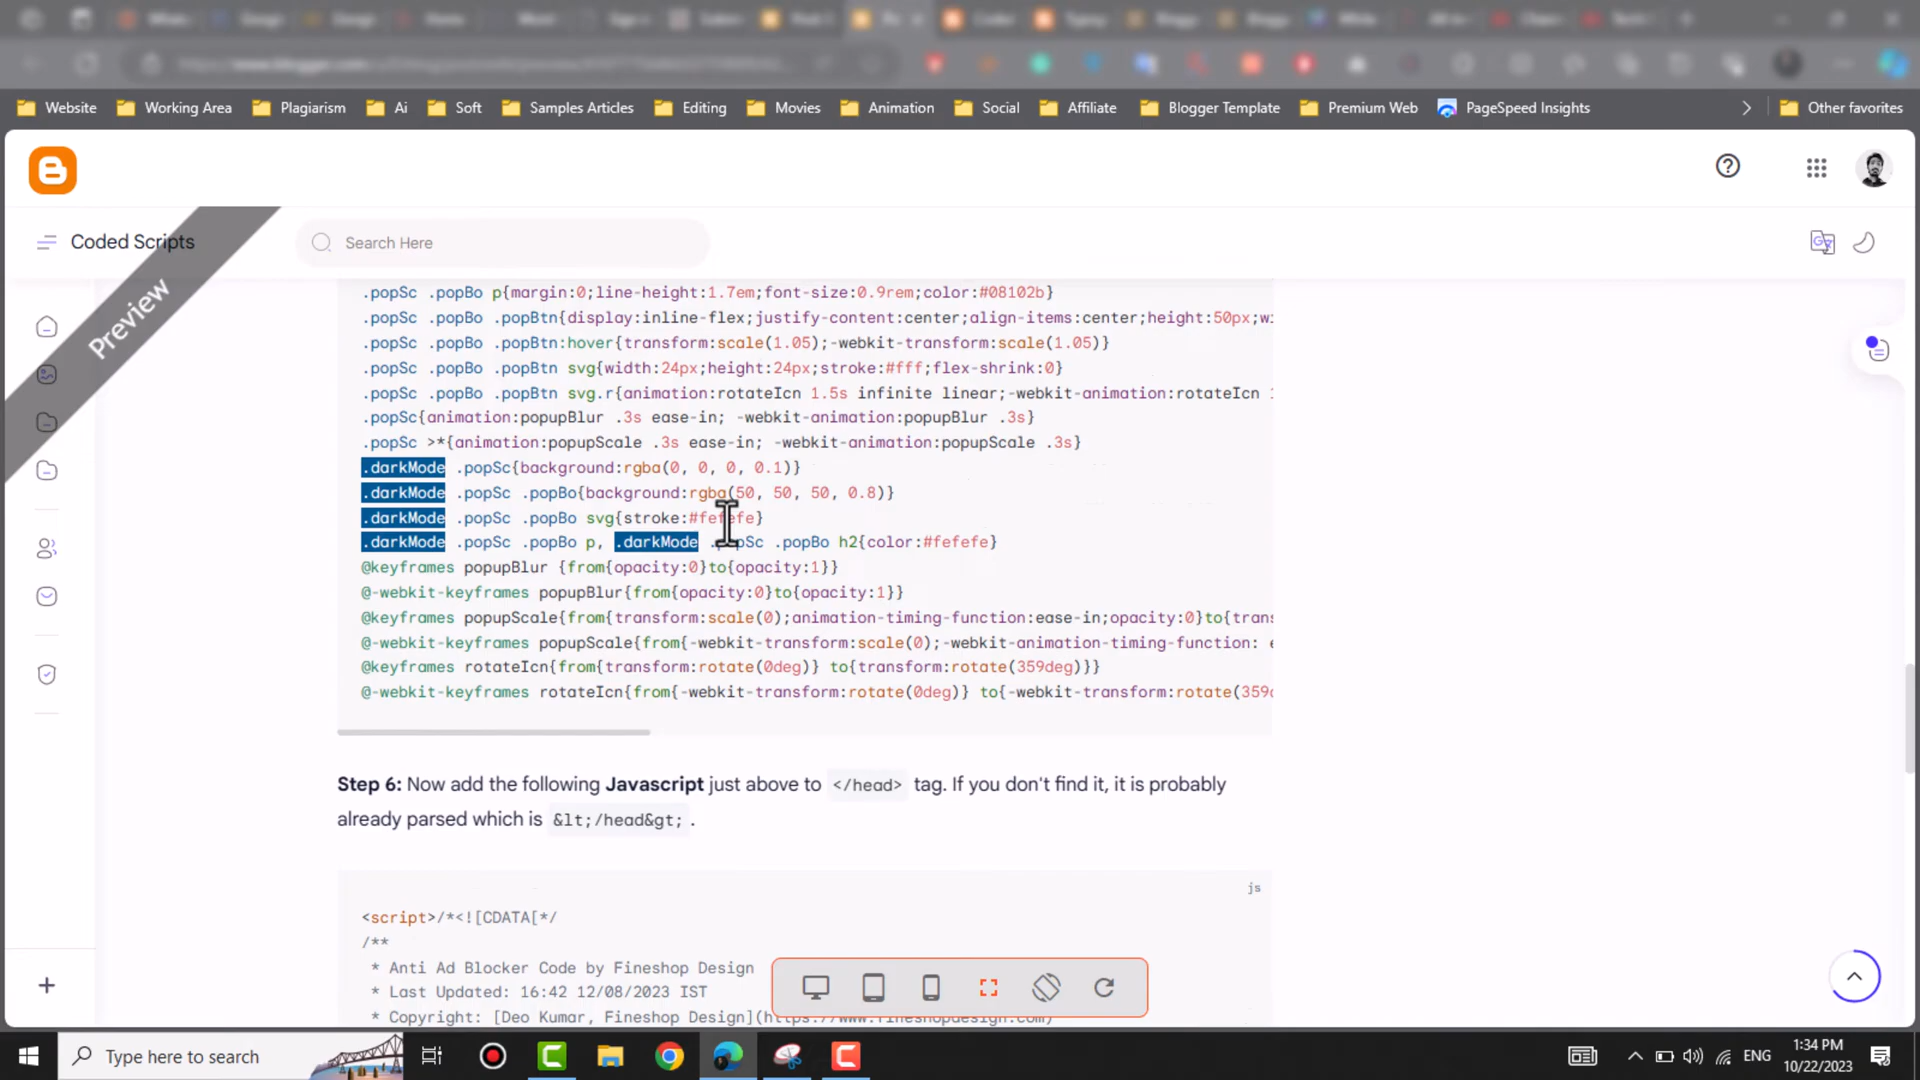 Website Working Area Plagiarism Ai Soft Samples Articles Editing Movies Animation Social Affiliate Blogger Template Premium Web PageSpeed Insights Other favorites
Coded Scripts
Search Here
Preview
.popSc .popBo p{margin:0;line-height:1.7em;font-size:0.9rem;color:#08102b}
.popSc .popBo .popBtn{display:inline-flex;justify-content:center;align-items:center;height:50px;wi
.popSc .popBo .popBtn:hover{transform:scale(1.05);-webkit-transform:scale(1.05)}
.popSc .popBo .popBtn svg{width:24px;height:24px;stroke:#fff;flex-shrink:0}
.popSc .popBo .popBtn svg.r{animation:rotateIcn 1.5s infinite linear;-webkit-animation:rotateIcn 1
.popSc{animation:popupBlur .3s ease-in; -webkit-animation:popupBlur .3s}
.popSc >*{animation:popupScale .3s ease-in; -webkit-animation:popupScale .3s}
.darkMode .popSc{background:rgba(0, 0, 0, 0.1)}
.darkMode .popSc .popBo{background:rgba(50, 50, 50, 0.8)}
.darkMode .popSc .popBo svg{stroke:#fefefe}
.darkMode .popSc .popBo p, .darkMode .popSc .popBo h2{color:#fefefe}
@keyframes popupBlur {from{opacity:0}to{opacity:1}}
@-webkit-keyframes popupBlur{from{opacity:0}to{opacity:1}}
@keyframes popupScale{from{transform:scale(0);animation-timing-function:ease-in;opacity:0}to{trans
@-webkit-keyframes popupScale{from{-webkit-transform:scale(0);-webkit-animation-timing-function: e
@keyframes rotateIcn{from{transform:rotate(0deg)} to{transform:rotate(359deg)}}
@-webkit-keyframes rotateIcn{from{-webkit-transform:rotate(0deg)} to{-webkit-transform:rotate(359d
Step 6: Now add the following Javascript just above to </head> tag. If you don't find it, it is probably
already parsed which is &lt;/head&gt; .
js
<script>/*<![CDATA[*/
/**
* Anti Ad Blocker Code by Fineshop Design
* Last Updated: 16:42 12/08/2023 IST
* Copyright: [Deo Kumar, Fineshop Design](https://www.fineshopdesign.com)
Type here to search
ENG
1:34 PM
10/22/2023